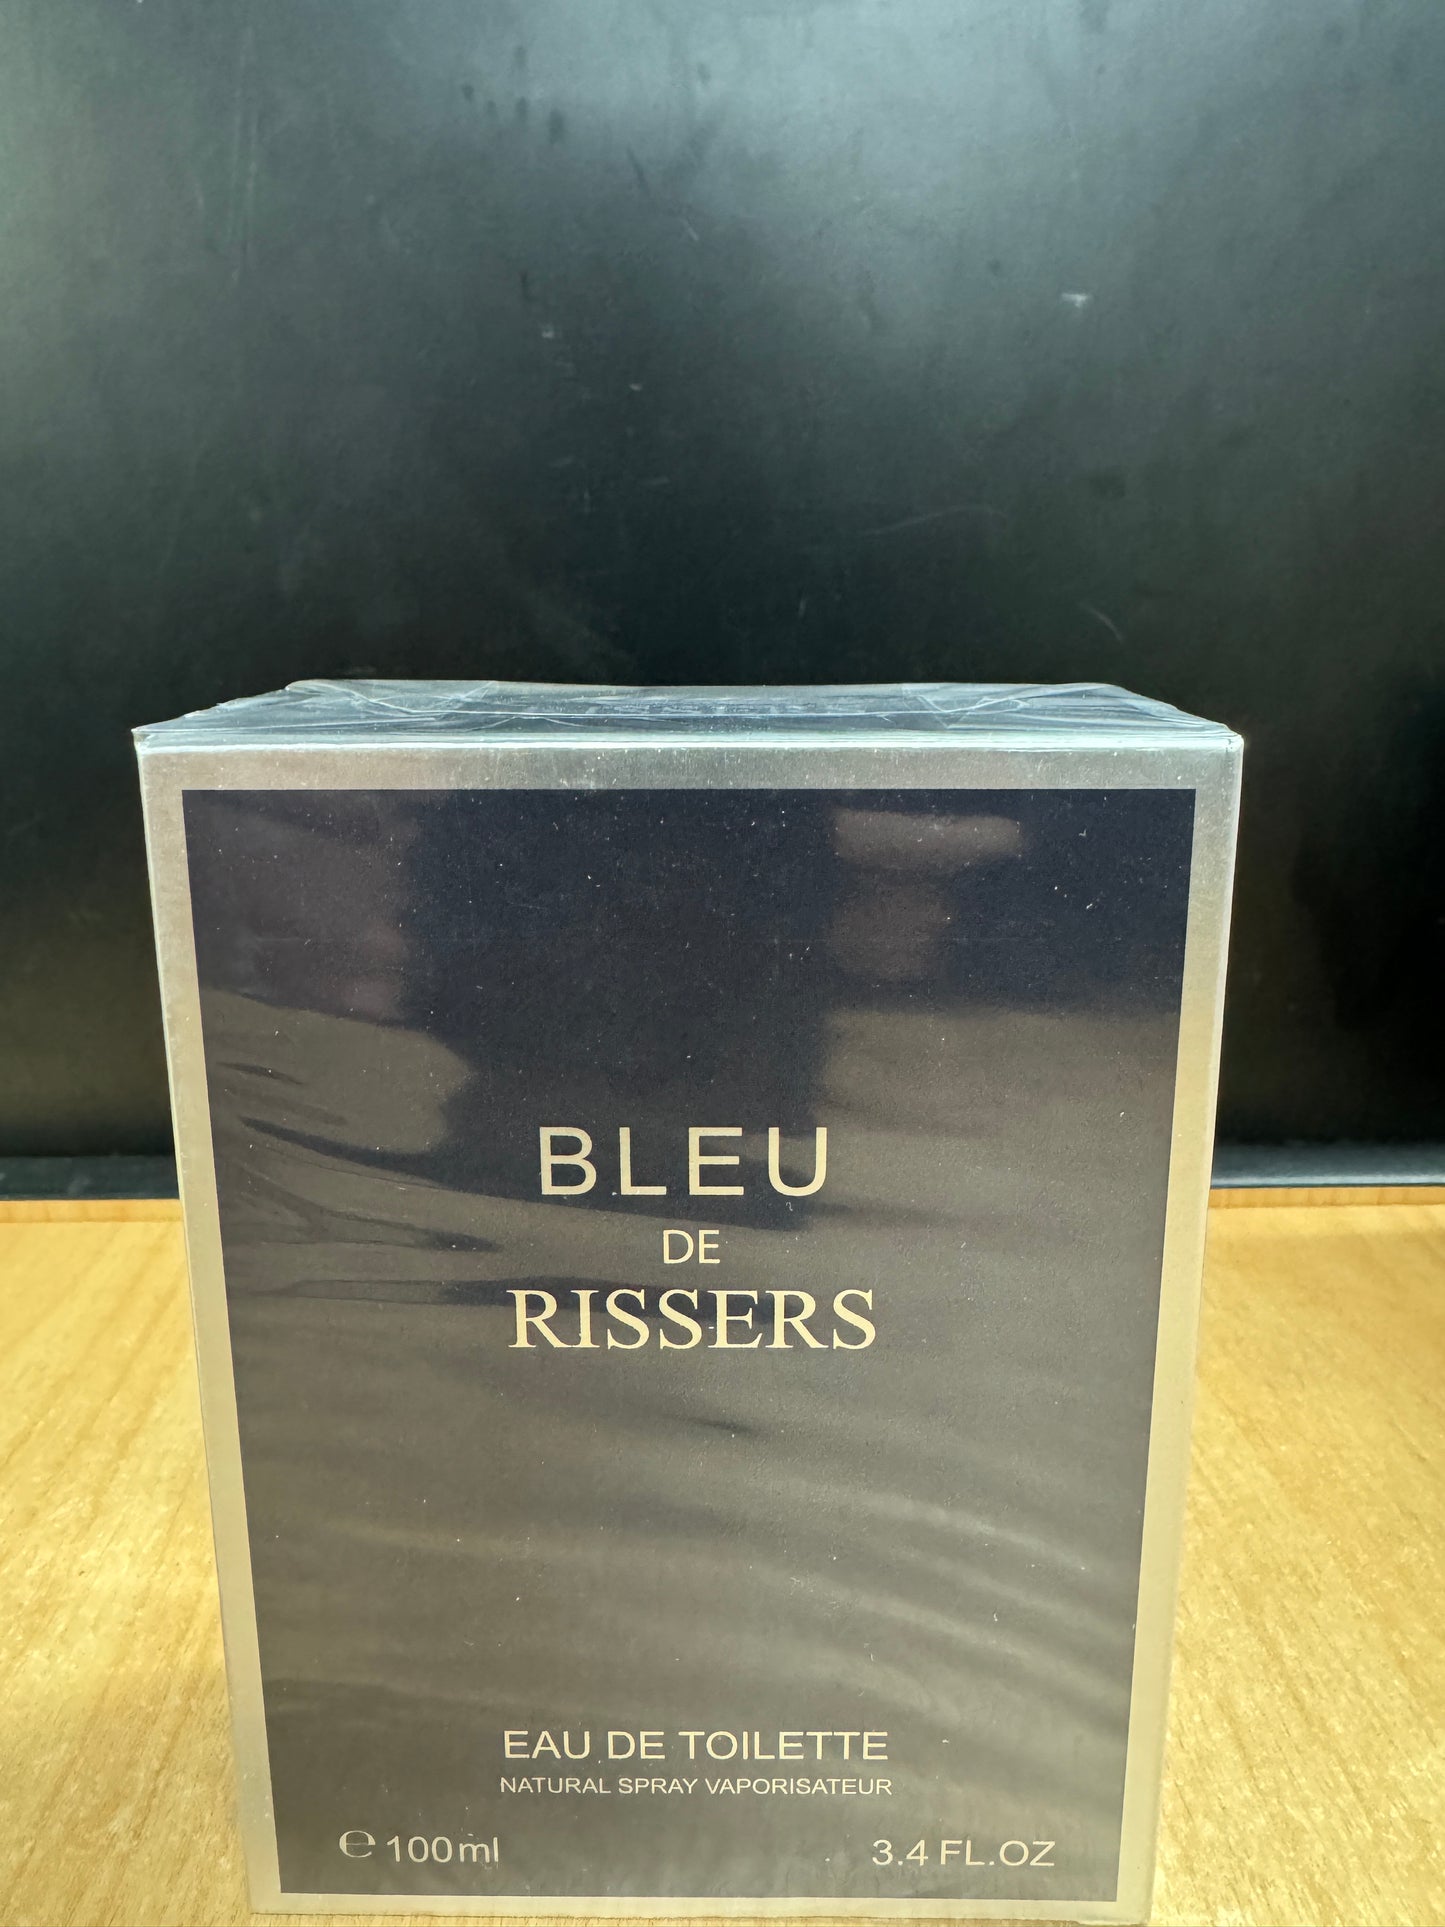 BLEU
DE
RISSERS
EAU DE TOILETTE
NATURAL SPRAY VAPORISATEUR
℮ 100ml
3.4 FL.OZ